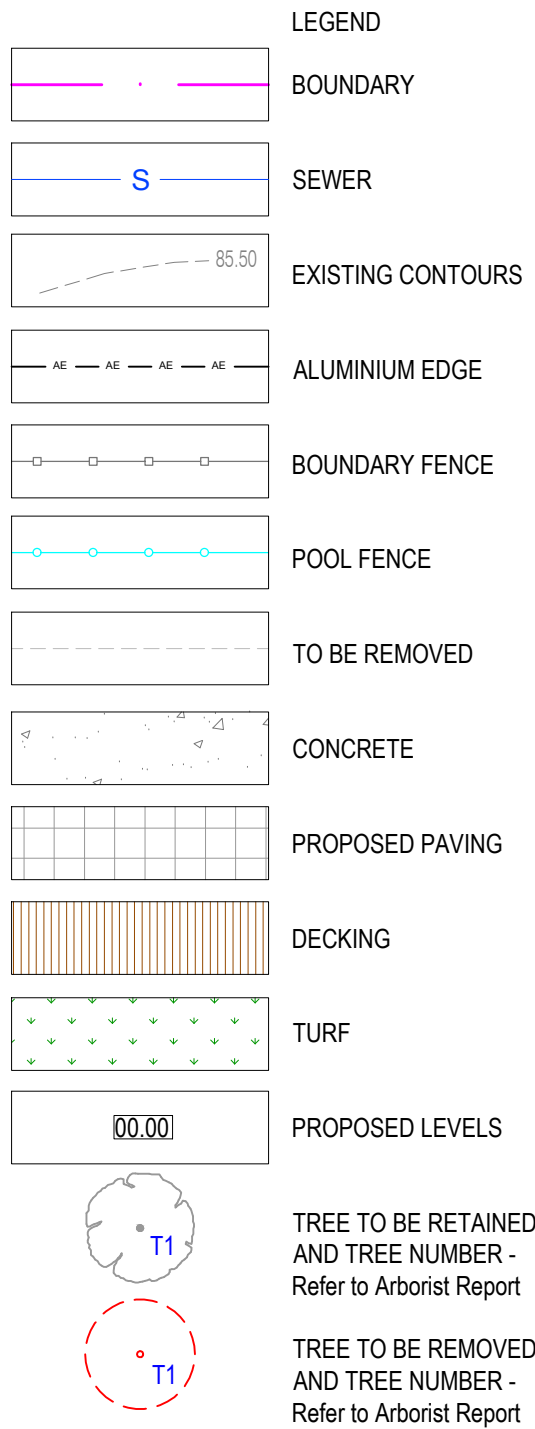 LEGEND
BOUNDARY
S
SEWER
85.50
EXISTING CONTOURS
AE AE AE AE
ALUMINIUM EDGE
BOUNDARY FENCE
POOL FENCE
TO BE REMOVED
CONCRETE
PROPOSED PAVING
DECKING
TURF
00.00
PROPOSED LEVELS
T1
TREE TO BE RETAINED
AND TREE NUMBER -
Refer to Arborist Report
T1
TREE TO BE REMOVED
AND TREE NUMBER -
Refer to Arborist Report